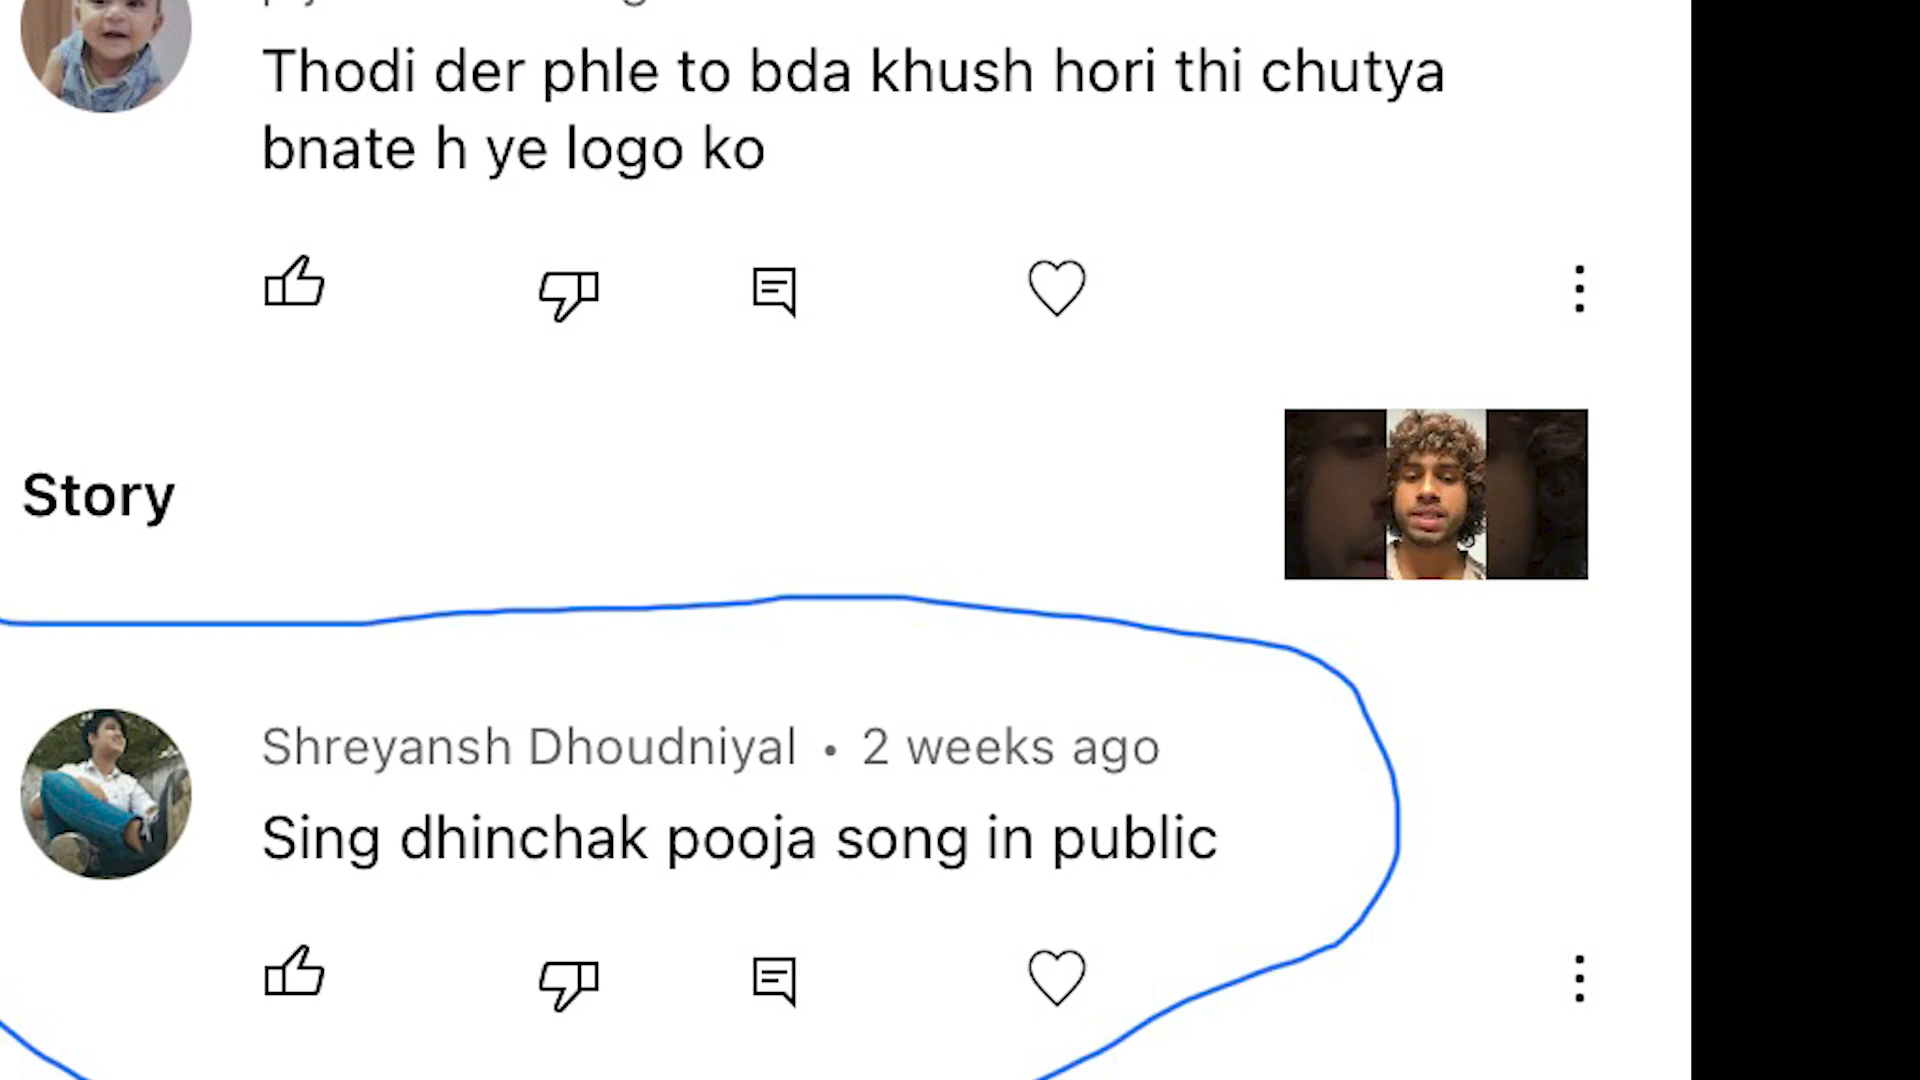 Thodi der phle to bda khush hori thi chutya
bnate h ye logo ko
Story
Shreyansh Dhoudniyal • 2 weeks ago
Sing dhinchak pooja song in public